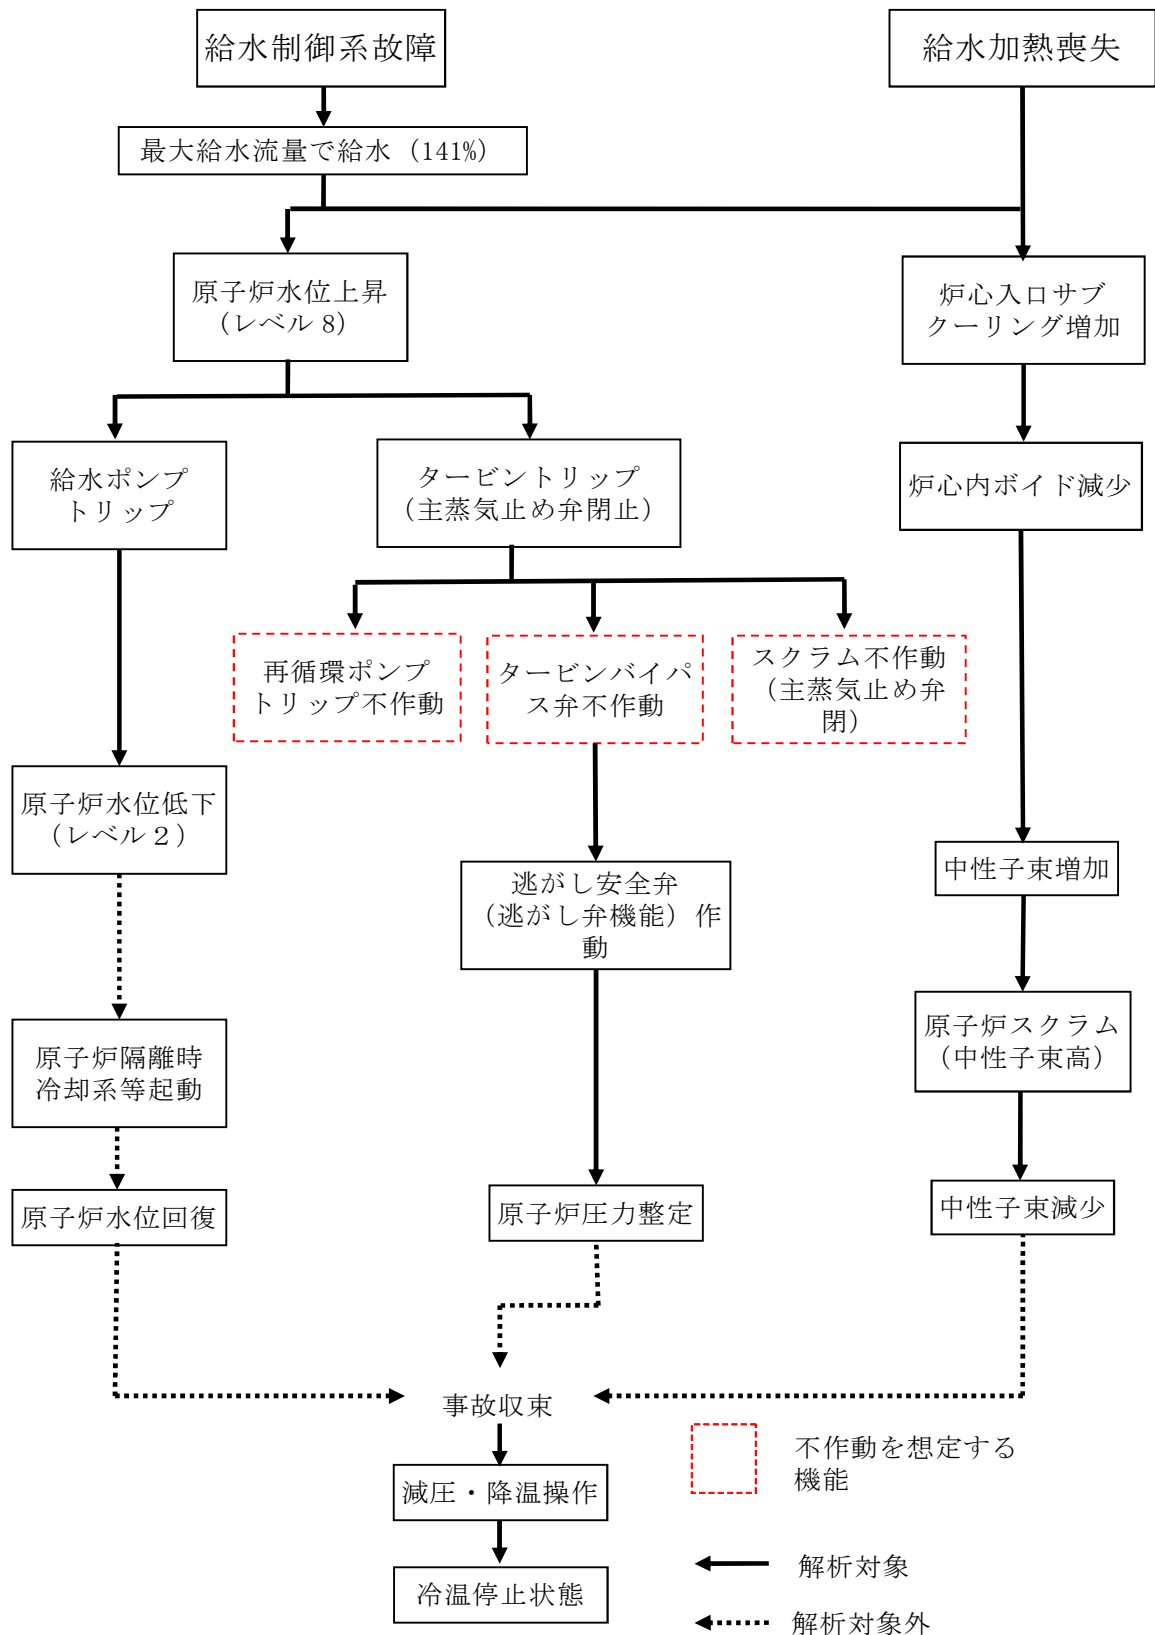 給水制御系故障
給水加熱喪失
最大給水流量で給水（141%）
原子炉水位上昇
（レベル 8）
炉心入口サブ
クーリング増加
給水ポンプ
トリップ
タービントリップ
（主蒸気止め弁閉止）
炉心内ボイド減少
再循環ポンプ
トリップ不作動
タービンバイパ
ス弁不作動
スクラム不作動
（主蒸気止め弁
閉）
原子炉水位低下
（レベル２）
中性子束増加
逃がし安全弁
（逃がし弁機能）作
動
原子炉隔離時
冷却系等起動
原子炉スクラム
（中性子束高）
原子炉水位回復
原子炉圧力整定
中性子束減少
事故収束
減圧・降温操作
冷温停止状態
不作動を想定する
機能
解析対象
解析対象外